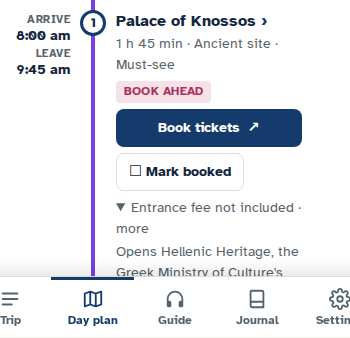 ARRIVE
8:00 am
LEAVE
9:45 am
1
Palace of Knossos ›
1 h 45 min · Ancient site ·
Must-see
BOOK AHEAD
Book tickets ↗
☐ Mark booked
▼ Entrance fee not included ·
more
Opens Hellenic Heritage, the
Greek Ministry of Culture's
Trip
Day plan
Guide
Journal
Settin